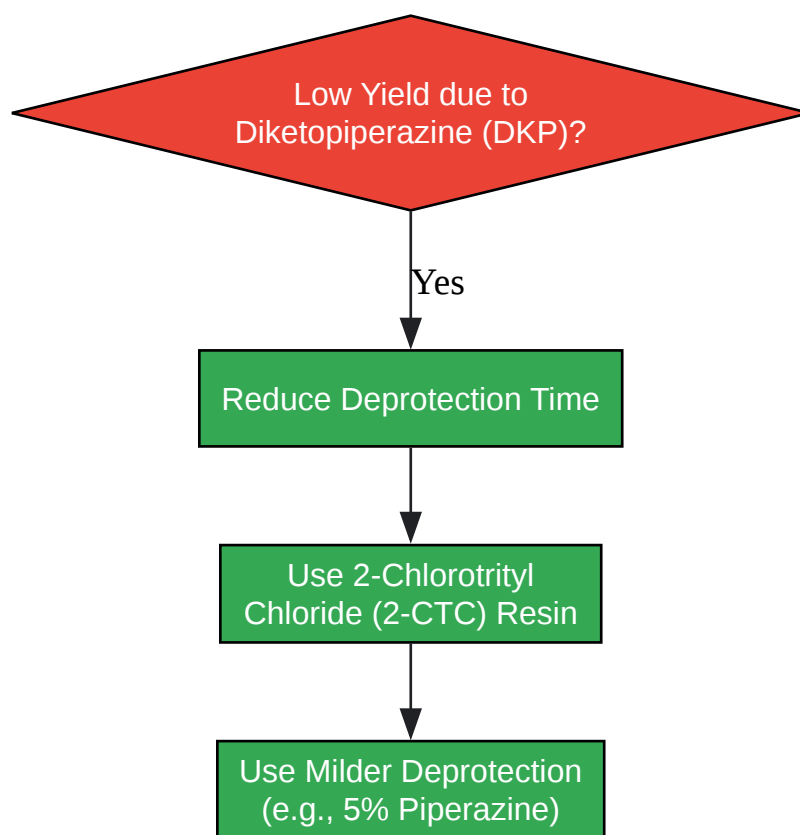 Low Yield due to
Diketopiperazine (DKP)?
Yes
Reduce Deprotection Time
Use 2-Chlorotrityl
Chloride (2-CTC) Resin
Use Milder Deprotection
(e.g., 5% Piperazine)